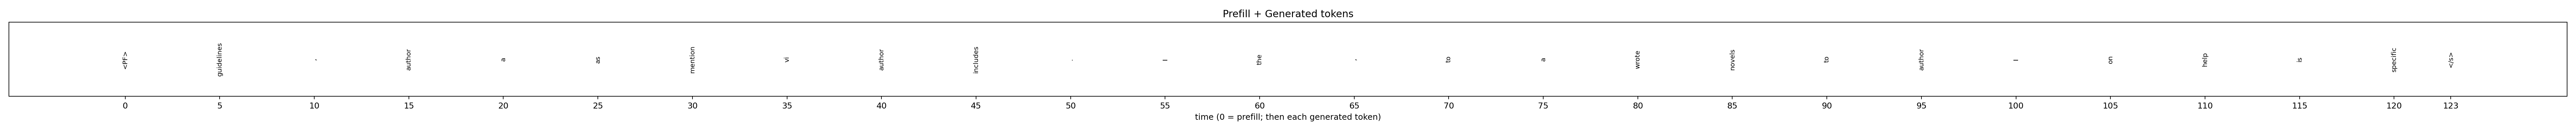 Prefill + Generated tokens
<PF> guidelines , author a as mention vi author includes . I the , to a wrote novels to author I on help is specific </s>
0 5 10 15 20 25 30 35 40 45 50 55 60 65 70 75 80 85 90 95 100 105 110 115 120 123
time (0 = prefill; then each generated token)